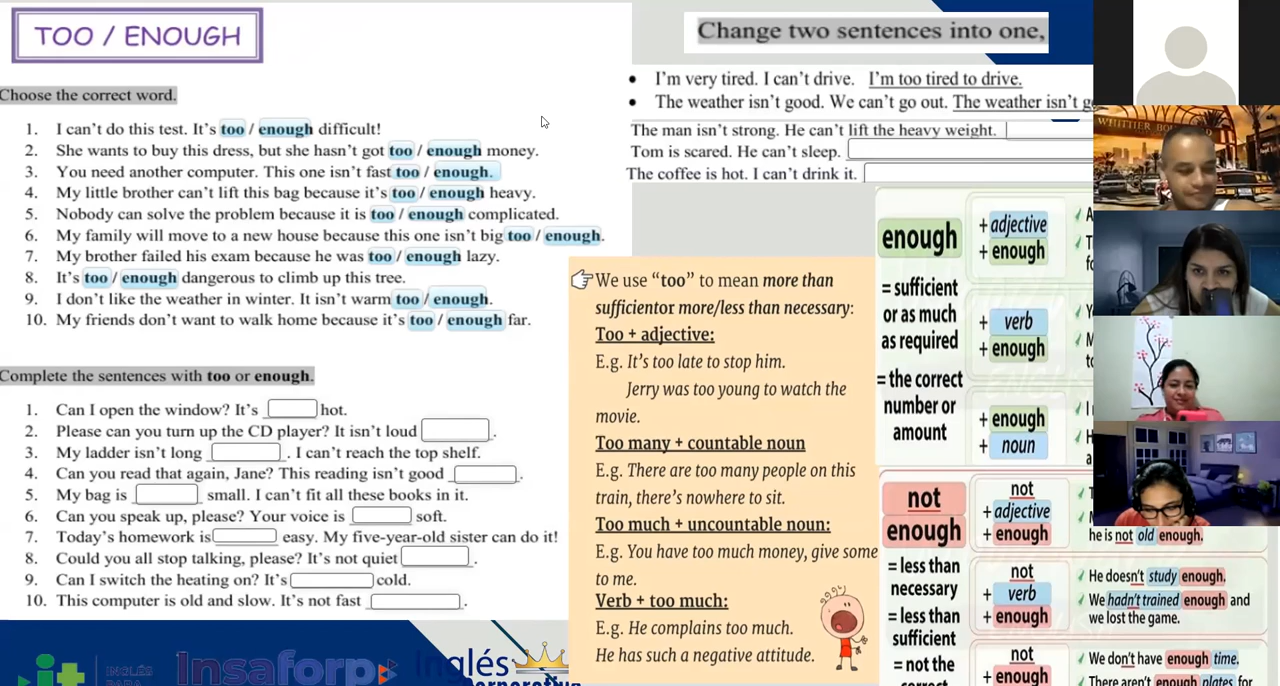 TOO / ENOUGH
Choose the correct word.
1. I can't do this test. It's too / enough difficult!
2. She wants to buy this dress, but she hasn't got too / enough money.
3. You need another computer. This one isn't fast too / enough.
4. My little brother can't lift this bag because it's too / enough heavy.
5. Nobody can solve the problem because it is too / enough complicated.
6. My family will move to a new house because this one isn't big too / enough.
7. My brother failed his exam because he was too / enough lazy.
8. It's too / enough dangerous to climb up this tree.
9. I don't like the weather in winter. It isn't warm too / enough.
10. My friends don't want to walk home because it's too / enough far.
Complete the sentences with too or enough.
1. Can I open the window? It's hot.
2. Please can you turn up the CD player? It isn't loud .
3. My ladder isn't long . I can't reach the top shelf.
4. Can you read that again, Jane? This reading isn't good .
5. My bag is small. I can't fit all these books in it.
6. Can you speak up, please? Your voice is soft.
7. Today's homework is easy. My five-year-old sister can do it!
8. Could you all stop talking, please? It's not quiet .
9. Can I switch the heating on? It's cold.
10. This computer is old and slow. It's not fast .
Change two sentences into one,
• I'm very tired. I can't drive. I'm too tired to drive.
• The weather isn't good. We can't go out. The weather isn't
The man isn't strong. He can't lift the heavy weight.
Tom is scared. He can't sleep.
The coffee is hot. I can't drink it.
We use "too" to mean more than
sufficientor more/less than necessary:
Too + adjective:
E.g. It's too late to stop him.
Jerry was too young to watch the
movie.
Too many + countable noun
E.g. There are too many people on this
train, there's nowhere to sit.
Too much + uncountable noun:
E.g. You have too much money, give some
to me.
Verb + too much:
E.g. He complains too much.
He has such a negative attitude.
enough
= sufficient
or as much
as required
= the correct
number or
amount
+ adjective
+ enough
+ verb
+ enough
+ enough
+ noun
not
enough
= less than
necessary
= less than
sufficient
= not the
not
+ adjective
+ enough
he is not old enough.
not
+ verb
+ enough
✓ He doesn't study enough.
✓ We hadn't trained enough and
we lost the game.
not
+ enough
✓ We don't have enough time.
✓ There aren't enough plates for
WHITTIER
INGLÉS
PARA
Insaforp
Inglés